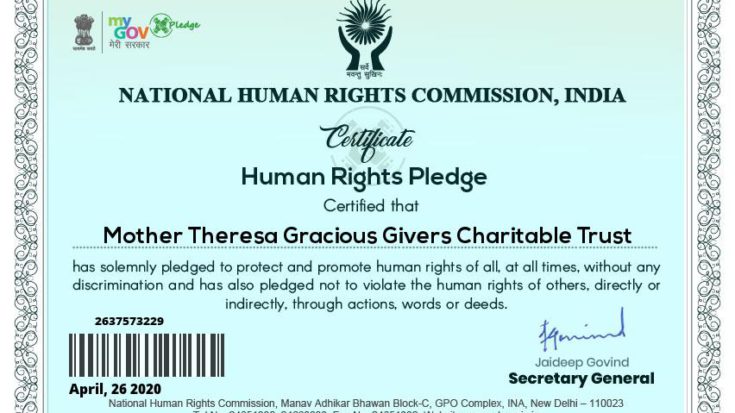 my
GOV Pledge
मेरी सरकार
सत्यमेव जयते
सर्वे
भवन्तु सुखिनः
NATIONAL HUMAN RIGHTS COMMISSION, INDIA
Certificate
Human Rights Pledge
Certified that
Mother Theresa Gracious Givers Charitable Trust
has solemnly pledged to protect and promote human rights of all, at all times, without any
discrimination and has also pledged not to violate the human rights of others, directly or
indirectly, through actions, words or deeds.
2637573229
Jaideep Govind
Secretary General
April, 26 2020
National Human Rights Commission, Manav Adhikar Bhawan Block-C, GPO Complex, INA, New Delhi – 110023